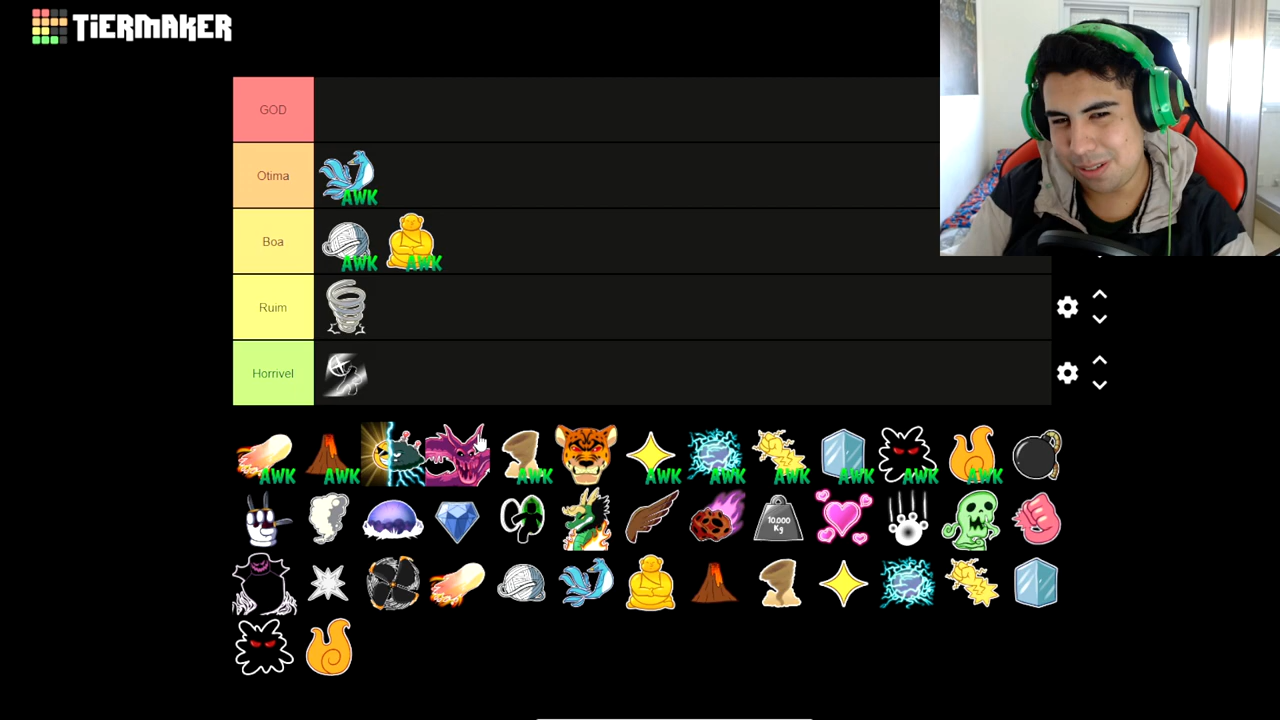 TiERMAKER
GOD
Otima
AWK
Boa
AWK AWK
Ruim
Horrivel
AWK AWK AWK AWK AWK AWK AWK AWK AWK
10.000
Kg